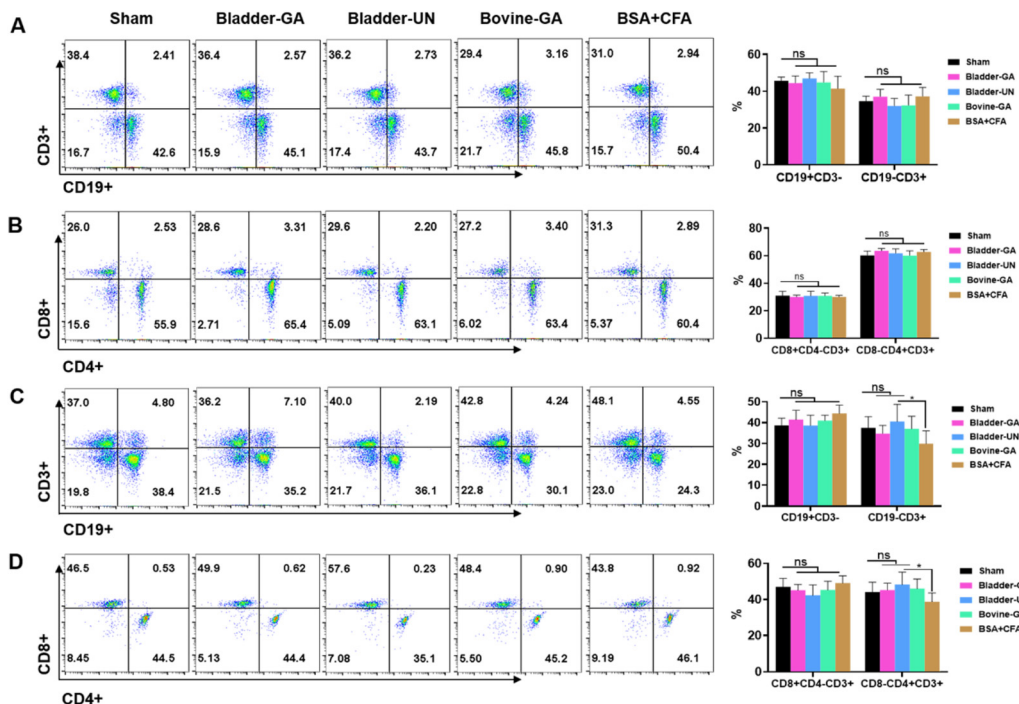 Sham Bladder-GA Bladder-UN Bovine-GA BSA+CFA
A
38.4 2.41 36.4 2.57 36.2 2.73 29.4 3.16 31.0 2.94
16.7 42.6 15.9 45.1 17.4 43.7 21.7 45.8 15.7 50.4
CD3+
CD19+
ns ns
%
60
40
20
0
CD19+CD3- CD19-CD3+
Sham
Bladder-GA
Bladder-UN
Bovine-GA
BSA+CFA
B
26.0 2.53 28.6 3.31 29.6 2.20 27.2 3.40 31.3 2.89
15.6 55.9 2.71 65.4 5.09 63.1 6.02 63.4 5.37 60.4
CD8+
CD4+
ns ns
%
80
60
40
20
0
CD8+CD4-CD3+ CD8-CD4+CD3+
Sham
Bladder-GA
Bladder-UN
Bovine-GA
BSA+CFA
C
37.0 4.80 36.2 7.10 40.0 2.19 42.8 4.24 48.1 4.55
19.8 38.4 21.5 35.2 21.7 36.1 22.8 30.1 23.0 24.3
CD3+
CD19+
ns ns *
%
50
40
30
20
10
0
CD19+CD3- CD19-CD3+
Sham
Bladder-GA
Bladder-UN
Bovine-GA
BSA+CFA
D
46.5 0.53 49.9 0.62 57.6 0.23 48.4 0.90 43.8 0.92
8.45 44.5 5.13 44.4 7.08 35.1 5.50 45.2 9.19 46.1
CD8+
CD4+
ns ns *
%
60
40
20
0
CD8+CD4-CD3+ CD8-CD4+CD3+
Sham
Bladder-G
Bladder-U
Bovine-G
BSA+CFA